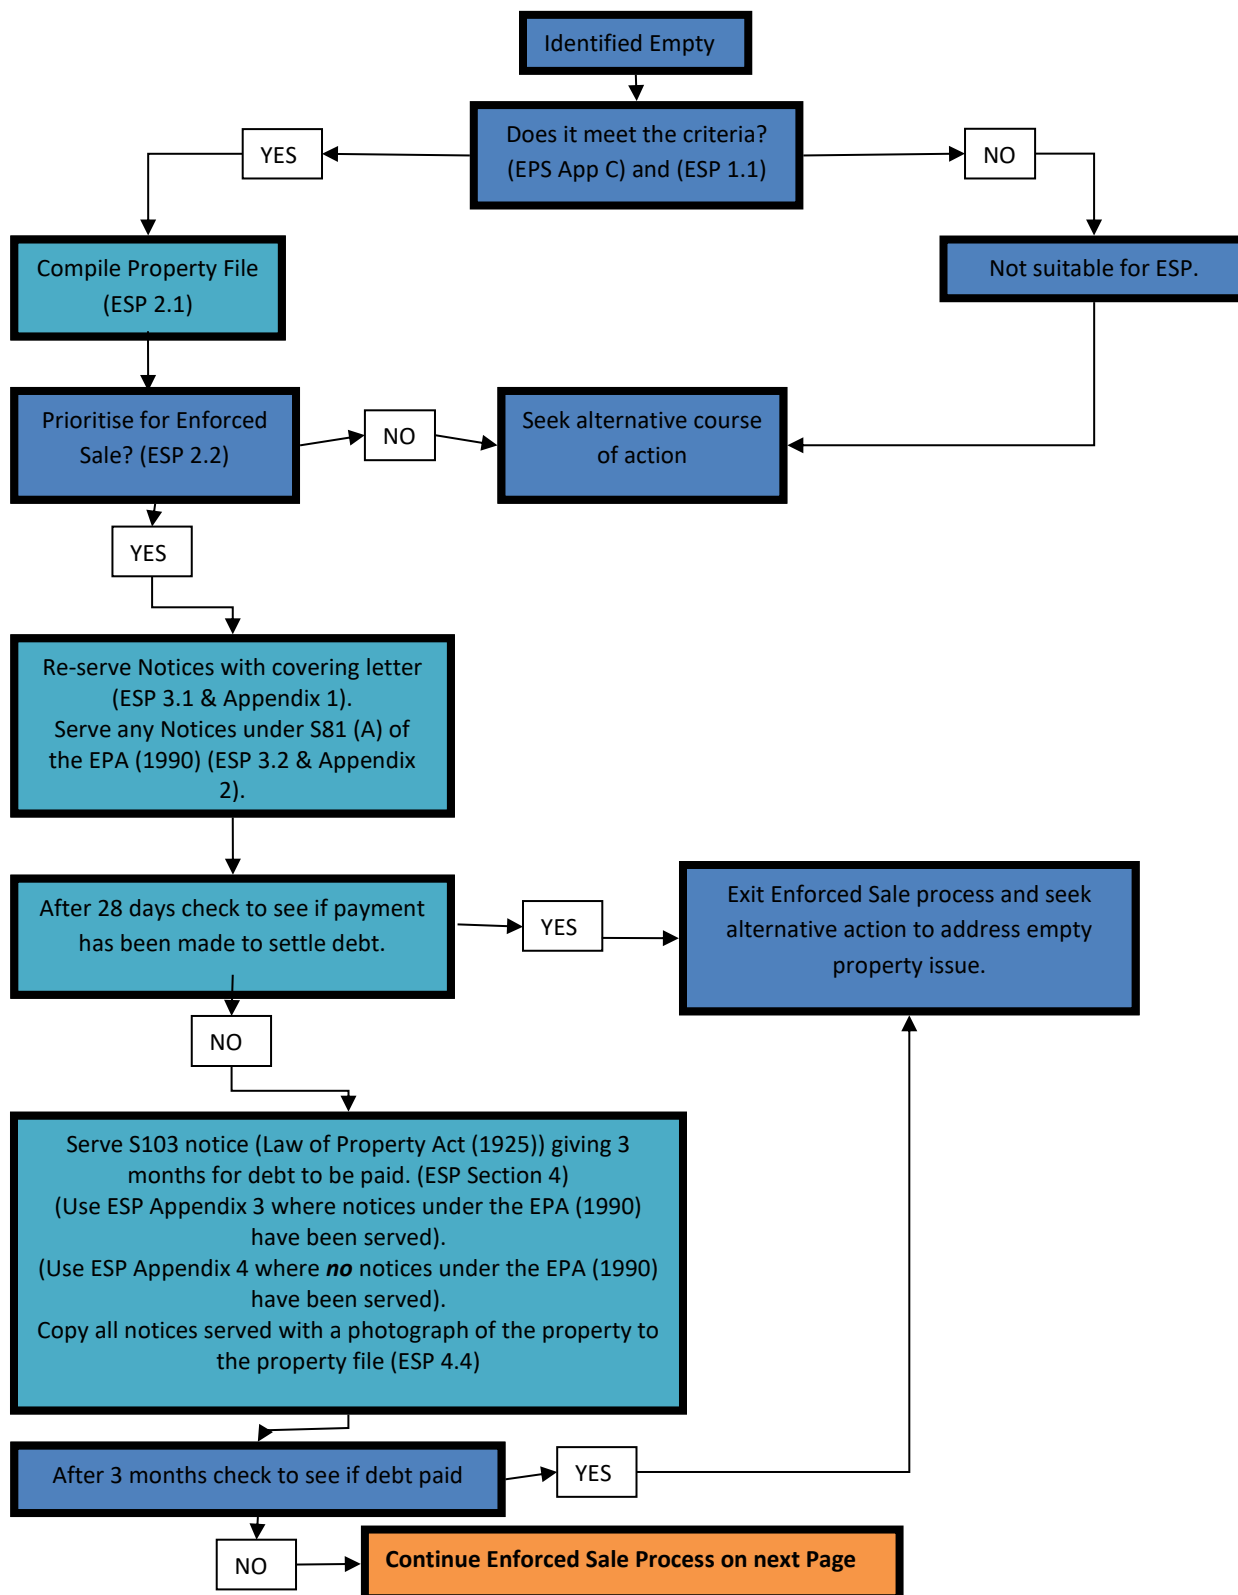 Identified Empty
Does it meet the criteria?
(EPS App C) and (ESP 1.1)
YES
NO
Compile Property File
(ESP 2.1)
Not suitable for ESP.
Prioritise for Enforced
Sale? (ESP 2.2)
NO
Seek alternative course
of action
YES
Re-serve Notices with covering letter
(ESP 3.1 & Appendix 1).
Serve any Notices under S81 (A) of
the EPA (1990) (ESP 3.2 & Appendix
2).
After 28 days check to see if payment
has been made to settle debt.
YES
Exit Enforced Sale process and seek
alternative action to address empty
property issue.
NO
Serve S103 notice (Law of Property Act (1925)) giving 3
months for debt to be paid. (ESP Section 4)
(Use ESP Appendix 3 where notices under the EPA (1990)
have been served).
(Use ESP Appendix 4 where no notices under the EPA (1990)
have been served).
Copy all notices served with a photograph of the property to
the property file (ESP 4.4)
After 3 months check to see if debt paid
YES
NO
Continue Enforced Sale Process on next Page